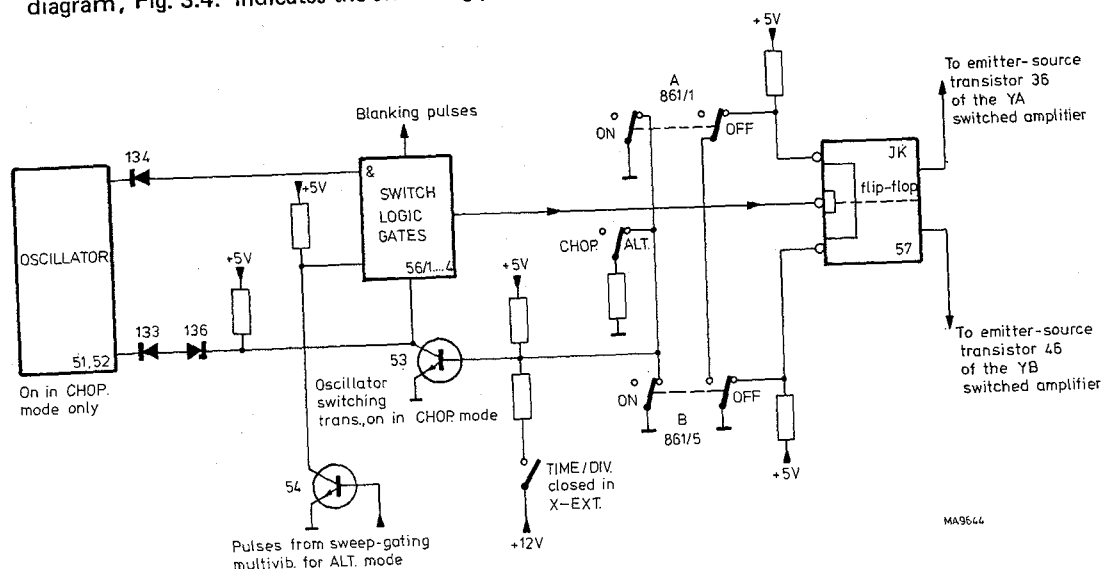 diagram, Fig. 3.4. indicates the
+5V
To emitter-source
transistor 36
of the YA
switched amplifier
A
861/1
Blanking pulses
ON
OFF
134
&
SWITCH
LOGIC
GATES
56/1....4
JK
flip-flop
57
+5V
OSCILLATOR
51,52
+5V
CHOP.
ALT.
+5V
133
136
53
To emitter-source
transistor 46
of the YB
switched amplifier
On in CHOP.
mode only
Oscillator
switching
trans.,on in CHOP. mode
ON
OFF
B
861/5
+5V
54
TIME/DIV.
closed in
X-EXT.
+12V
MA9644
Pulses from sweep-gating
multivib. for ALT. mode